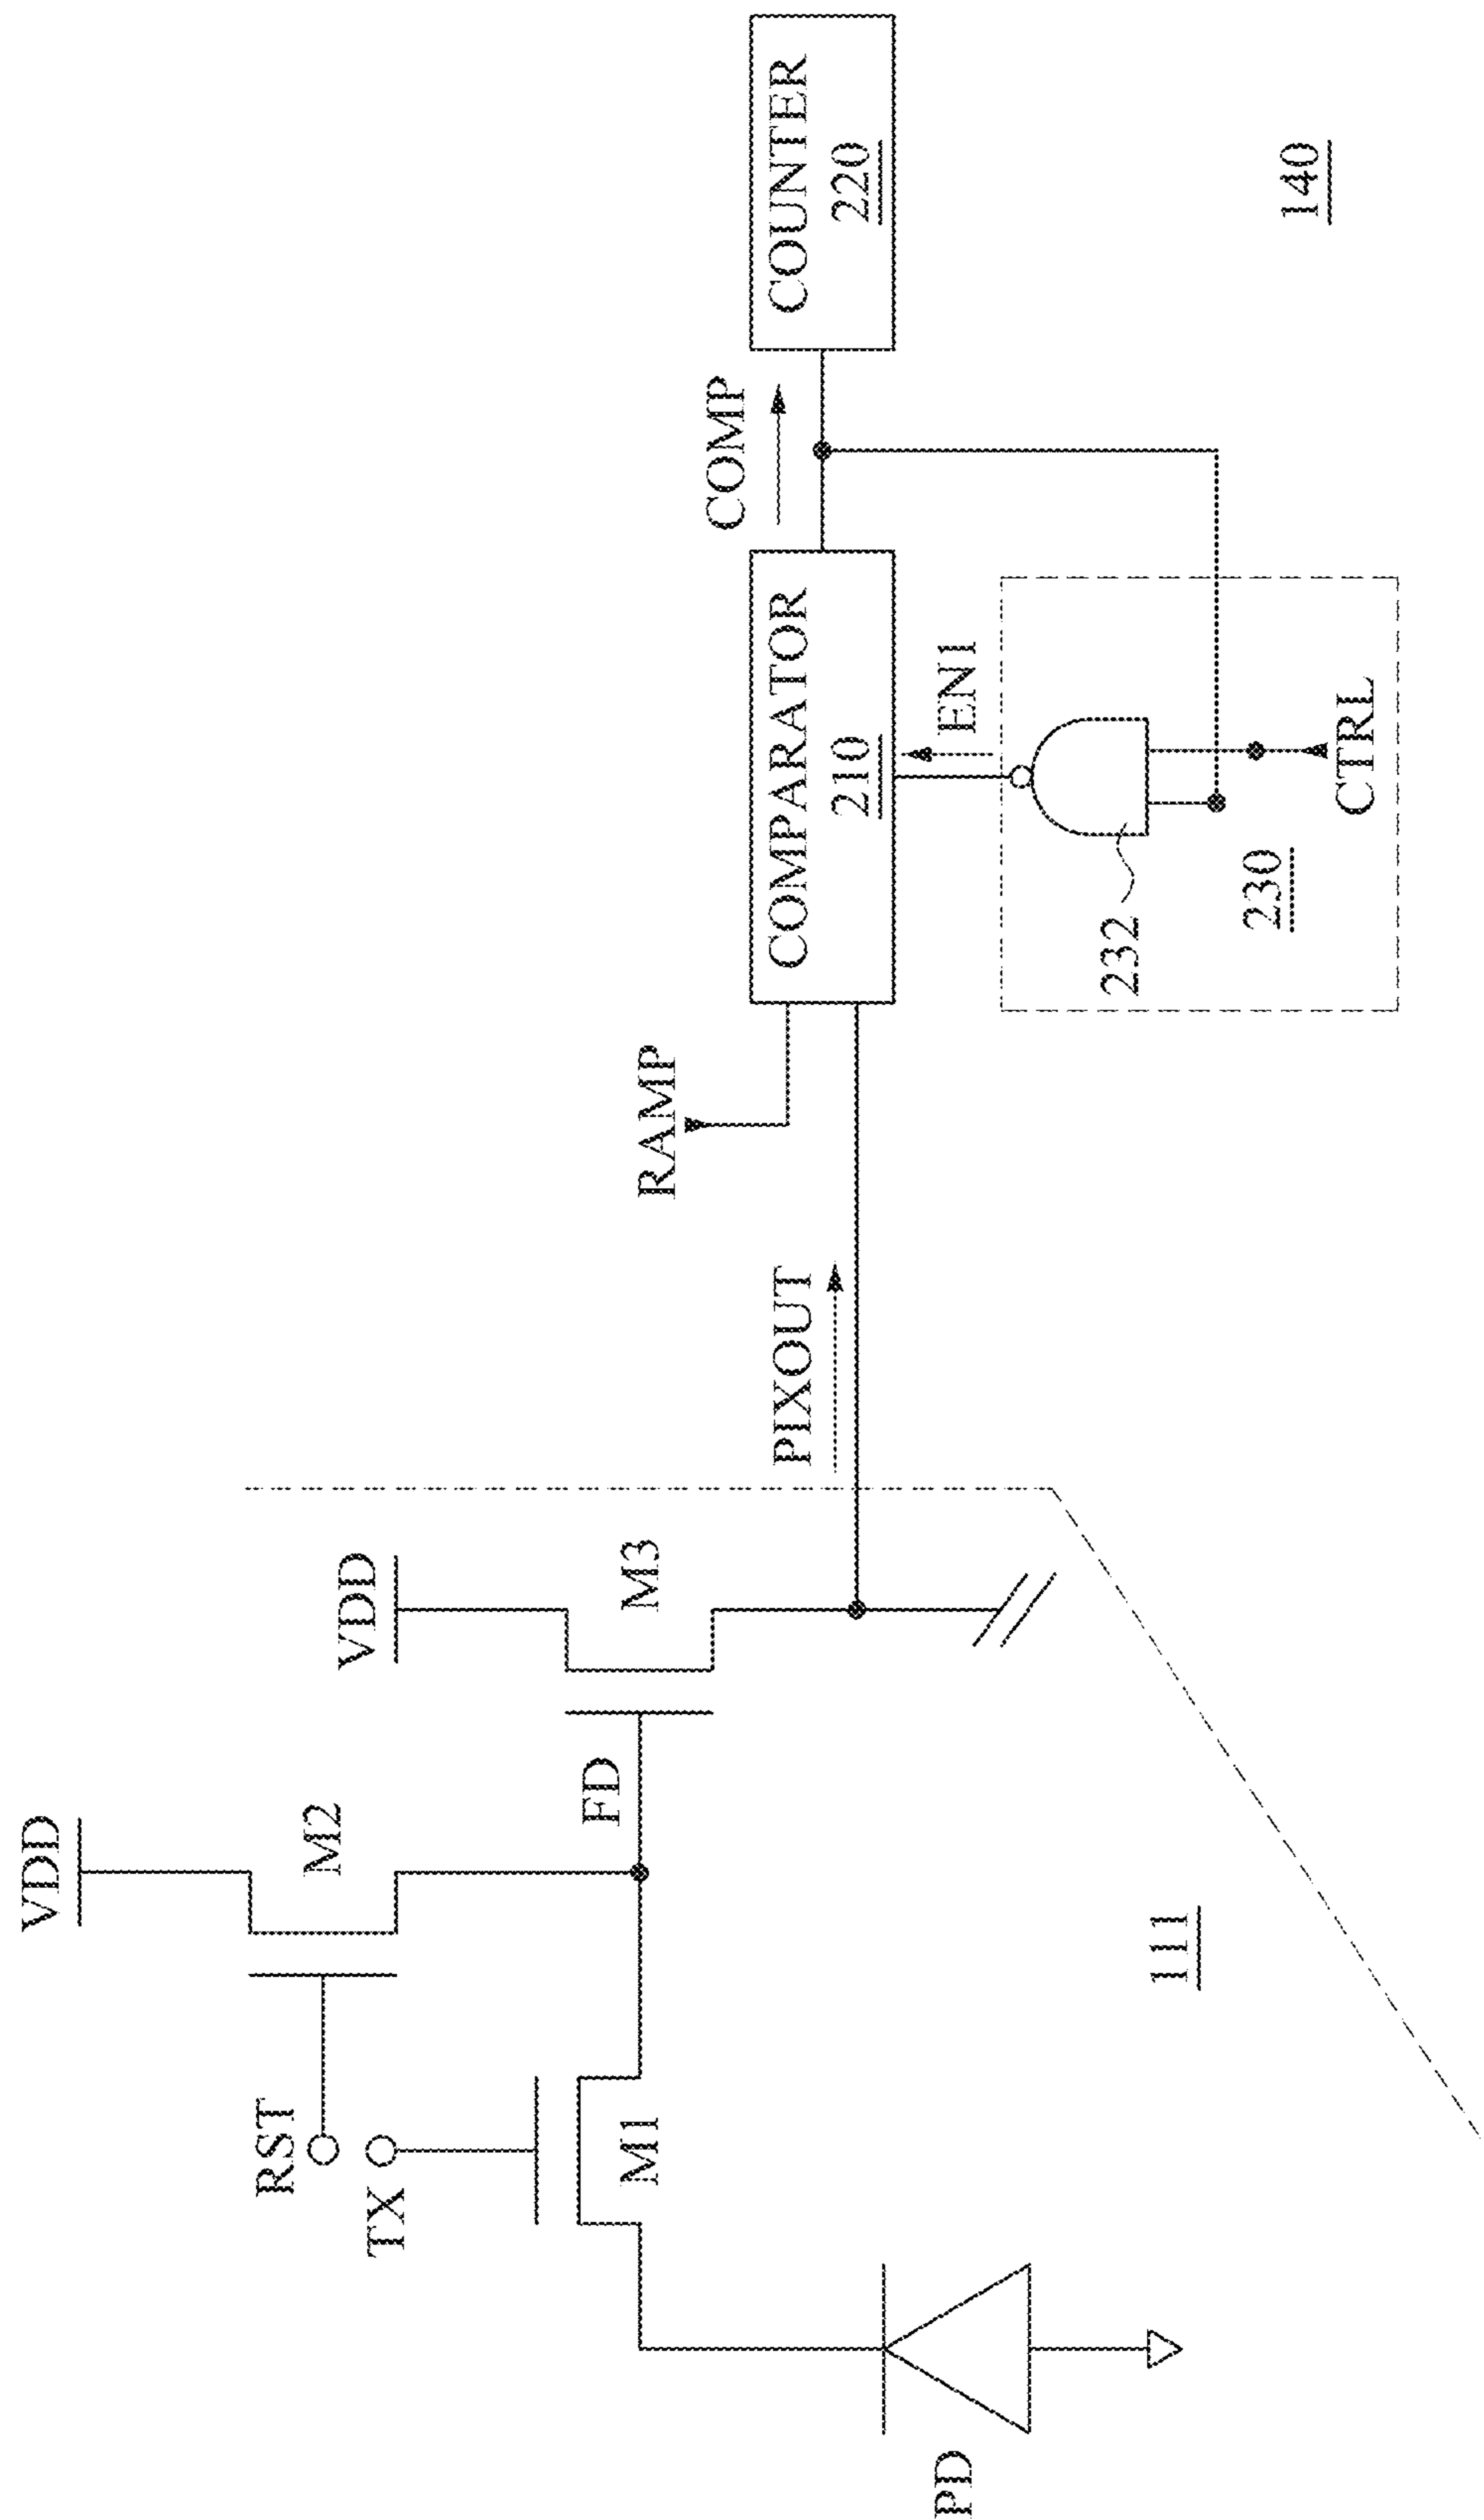 VDD
RST
M2
VDD
TX
FD
M3
M1
PD
111
PIXOUT
RAMP
COMPARATOR
210
COMP
COUNTER
220
EN1
232
230
CTRL
140